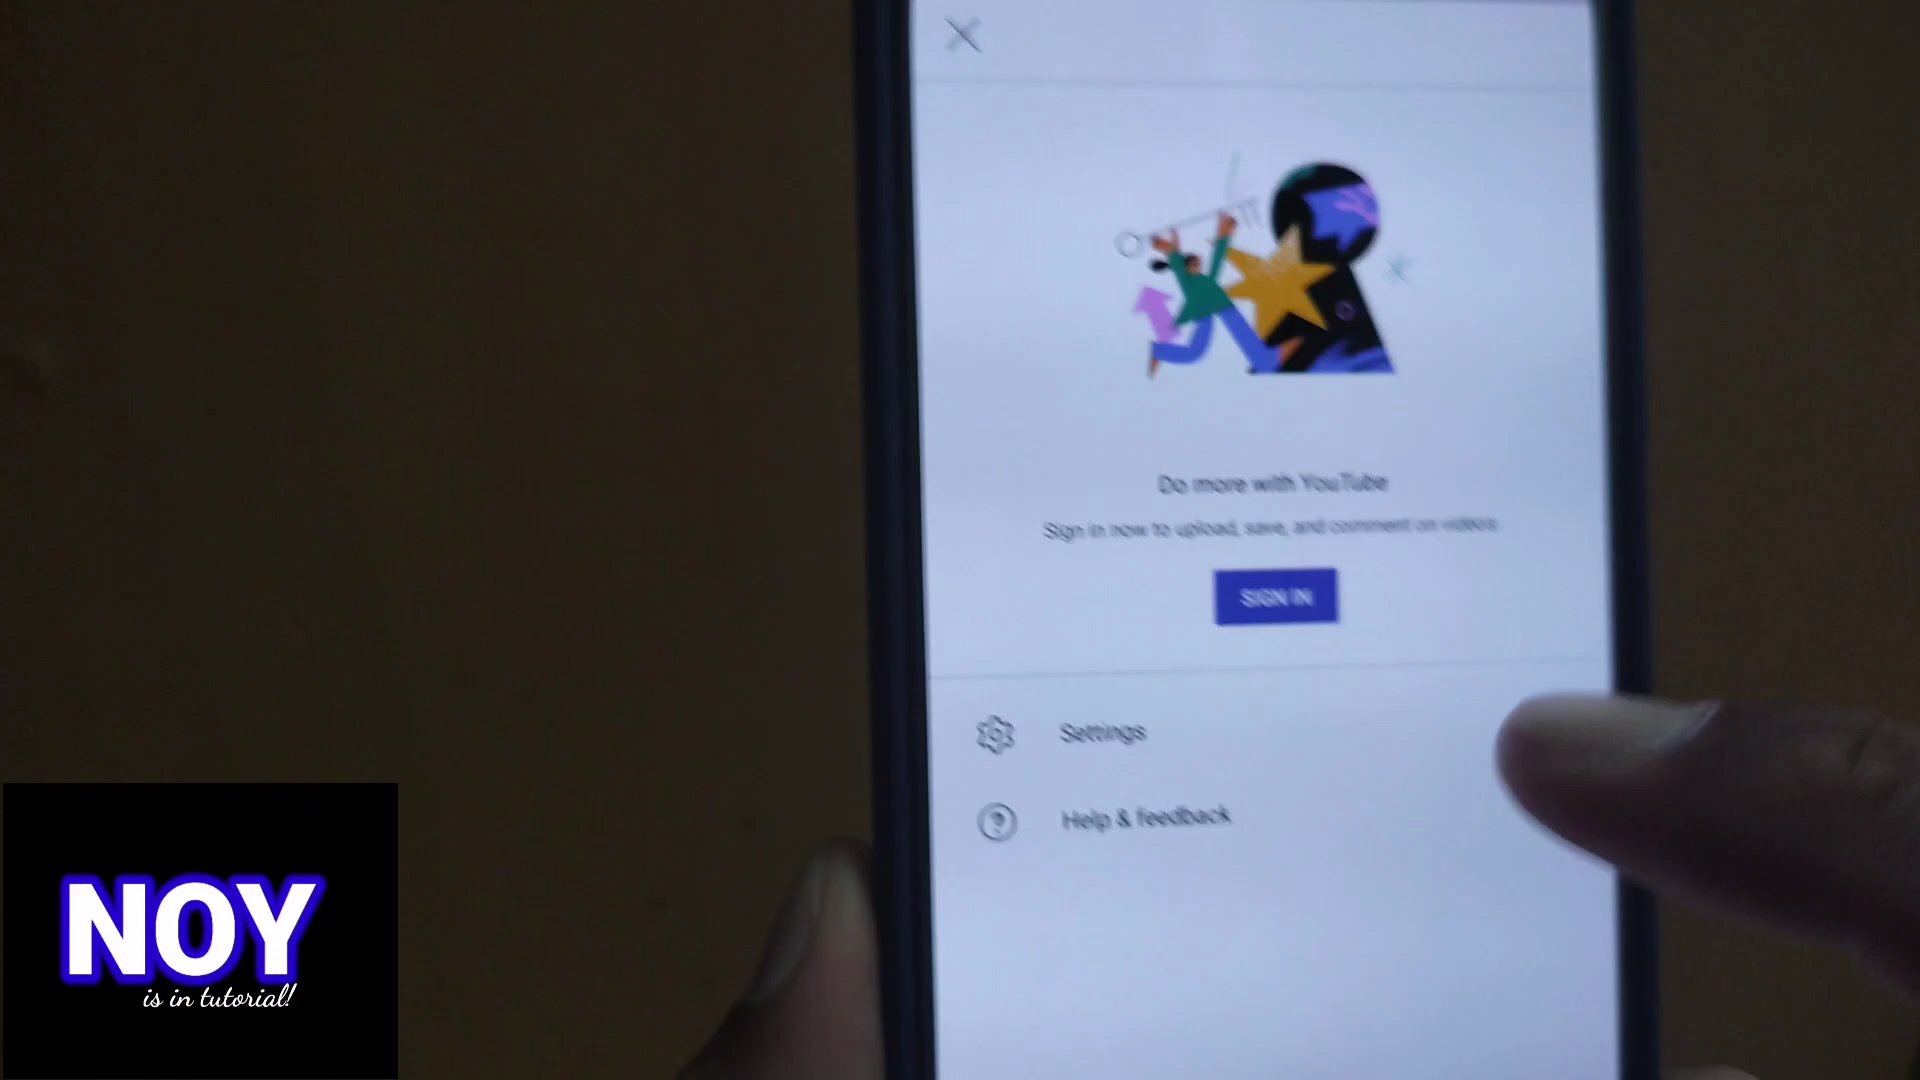 Do more with YouTube
Sign in now to upload, save, and comment on videos
SIGN IN
Settings
Help & feedback
NOY
is in tutorial!